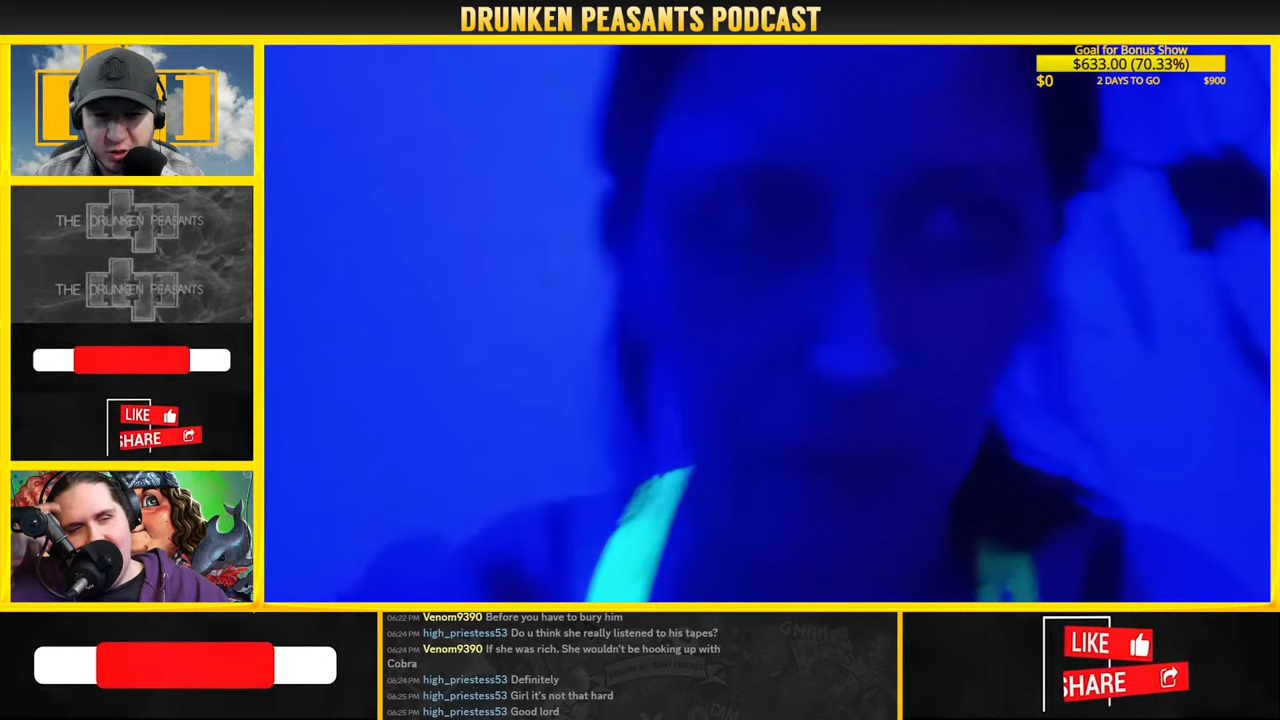 DRUNKEN PEASANTS PODCAST
Goal for Bonus Show
$633.00 (70.33%)
$0 2 DAYS TO GO $900
THE DRUNKEN PEASANTS
THE DRUNKEN PEASANTS
LIKE
SHARE
06:22 PM Venom9390 Before you have to bury him
06:24 PM high_priestess53 Do u think she really listened to his tapes?
06:24 PM Venom9390 If she was rich. She wouldn't be hooking up with
Cobra
06:24 PM high_priestess53 Definitely
06:25 PM high_priestess53 Girl it's not that hard
06:25 PM high_priestess53 Good lord
LIKE
SHARE